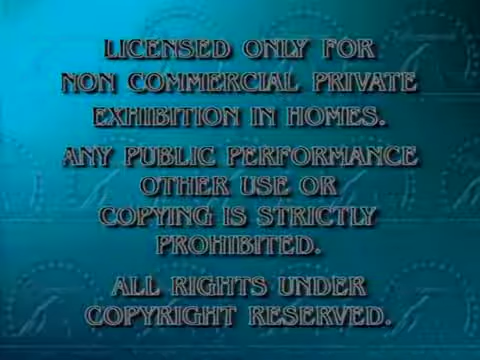 LICENSED ONLY FOR
NON COMMERCIAL PRIVATE
EXHIBITION IN HOMES.
ANY PUBLIC PERFORMANCE
OTHER USE OR
COPYING IS STRICTLY
PROHIBITED.
ALL RIGHTS UNDER
COPYRIGHT RESERVED.